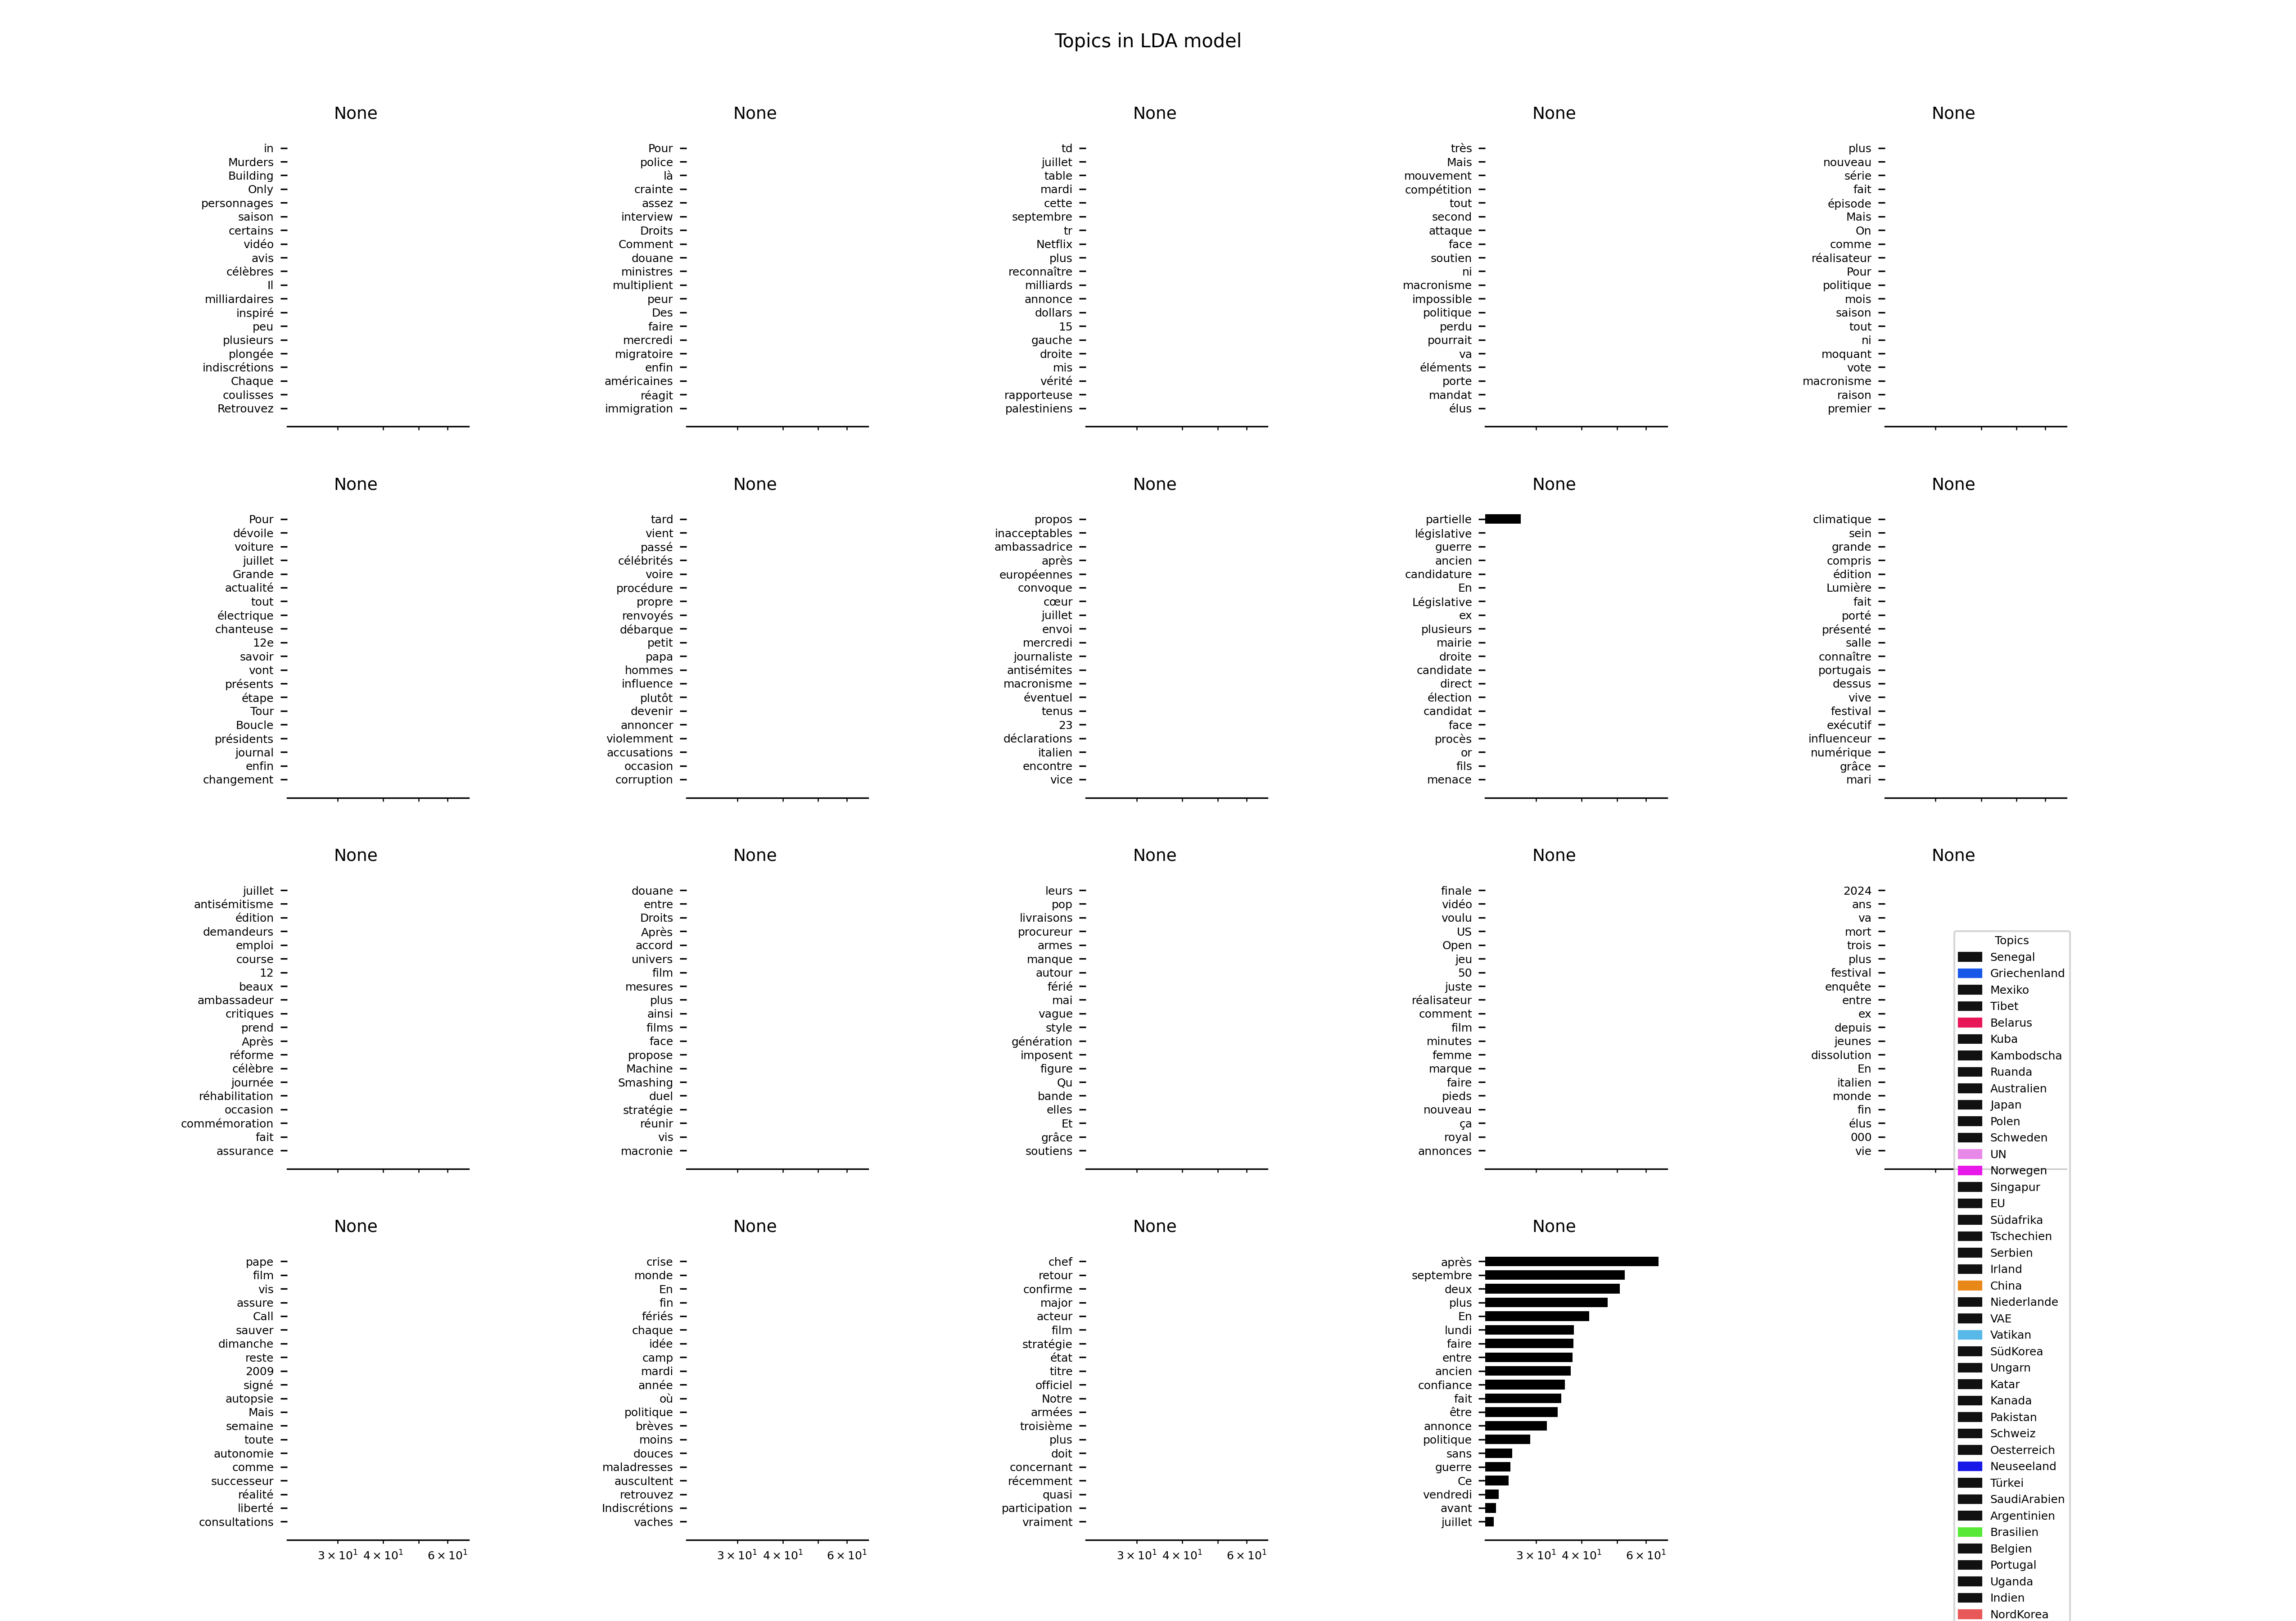 Topics in LDA model
None
in
Murders
Building
Only
personnages
saison
certains
vidéo
avis
célèbres
Il
milliardaires
inspiré
peu
plusieurs
plongée
indiscrétions
Chaque
coulisses
Retrouvez
None
Pour
police
là
crainte
assez
interview
Droits
Comment
douane
ministres
multiplient
peur
Des
faire
mercredi
migratoire
enfin
américaines
réagit
immigration
None
td
juillet
table
mardi
cette
septembre
tr
Netflix
plus
reconnaître
milliards
annonce
dollars
15
gauche
droite
mis
vérité
rapporteuse
palestiniens
None
très
Mais
mouvement
compétition
tout
second
attaque
face
soutien
ni
macronisme
impossible
politique
perdu
pourrait
va
éléments
porte
mandat
élus
None
plus
nouveau
série
fait
épisode
Mais
On
comme
réalisateur
Pour
politique
mois
saison
tout
ni
moquant
vote
macronisme
raison
premier
None
Pour
dévoile
voiture
juillet
Grande
actualité
tout
électrique
chanteuse
12e
savoir
vont
présents
étape
Tour
Boucle
présidents
journal
enfin
changement
None
tard
vient
passé
célébrités
voire
procédure
propre
renvoyés
débarque
petit
papa
hommes
influence
plutôt
devenir
annoncer
violemment
accusations
occasion
corruption
None
propos
inacceptables
ambassadrice
après
européennes
convoque
cœur
juillet
envoi
mercredi
journaliste
antisémites
macronisme
éventuel
tenus
23
déclarations
italien
encontre
vice
None
partielle
législative
guerre
ancien
candidature
En
Législative
ex
plusieurs
mairie
droite
candidate
direct
élection
candidat
face
procès
or
fils
menace
None
climatique
sein
grande
compris
édition
Lumière
fait
porté
présenté
salle
connaître
portugais
dessus
vive
festival
exécutif
influenceur
numérique
grâce
mari
None
juillet
antisémitisme
édition
demandeurs
emploi
course
12
beaux
ambassadeur
critiques
prend
Après
réforme
célèbre
journée
réhabilitation
occasion
commémoration
fait
assurance
None
douane
entre
Droits
Après
accord
univers
film
mesures
plus
ainsi
films
face
propose
Machine
Smashing
duel
stratégie
réunir
vis
macronie
None
leurs
pop
livraisons
procureur
armes
manque
autour
férié
mai
vague
style
génération
imposent
figure
Qu
bande
elles
Et
grâce
soutiens
None
finale
vidéo
voulu
US
Open
jeu
50
juste
réalisateur
comment
film
minutes
femme
marque
faire
pieds
nouveau
ça
royal
annonces
None
2024
ans
va
mort
trois
plus
festival
enquête
entre
ex
depuis
jeunes
dissolution
En
italien
monde
fin
élus
000
vie
None
pape
film
vis
assure
Call
sauver
dimanche
reste
2009
signé
autopsie
Mais
semaine
toute
autonomie
comme
successeur
réalité
liberté
consultations
3 × 10¹ 4 × 10¹ 6 × 10¹
None
crise
monde
En
fin
fériés
chaque
idée
camp
mardi
année
où
politique
brèves
moins
douces
maladresses
auscultent
retrouvez
Indiscrétions
vaches
3 × 10¹ 4 × 10¹ 6 × 10¹
None
chef
retour
confirme
major
acteur
film
stratégie
état
titre
officiel
Notre
armées
troisième
plus
doit
concernant
récemment
quasi
participation
vraiment
3 × 10¹ 4 × 10¹ 6 × 10¹
None
après
septembre
deux
plus
En
lundi
faire
entre
ancien
confiance
fait
être
annonce
politique
sans
guerre
Ce
vendredi
avant
juillet
3 × 10¹ 4 × 10¹ 6 × 10¹
Topics
Senegal
Griechenland
Mexiko
Tibet
Belarus
Kuba
Kambodscha
Ruanda
Australien
Japan
Polen
Schweden
UN
Norwegen
Singapur
EU
Südafrika
Tschechien
Serbien
Irland
China
Niederlande
VAE
Vatikan
SüdKorea
Ungarn
Katar
Kanada
Pakistan
Schweiz
Oesterreich
Neuseeland
Türkei
SaudiArabien
Argentinien
Brasilien
Belgien
Portugal
Uganda
Indien
NordKorea